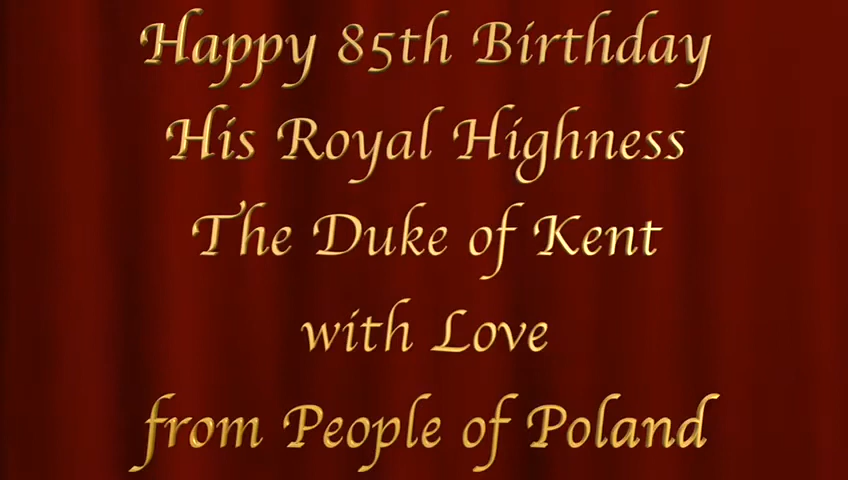 Happy 85th Birthday
His Royal Highness
The Duke of Kent
with Love
from People of Poland